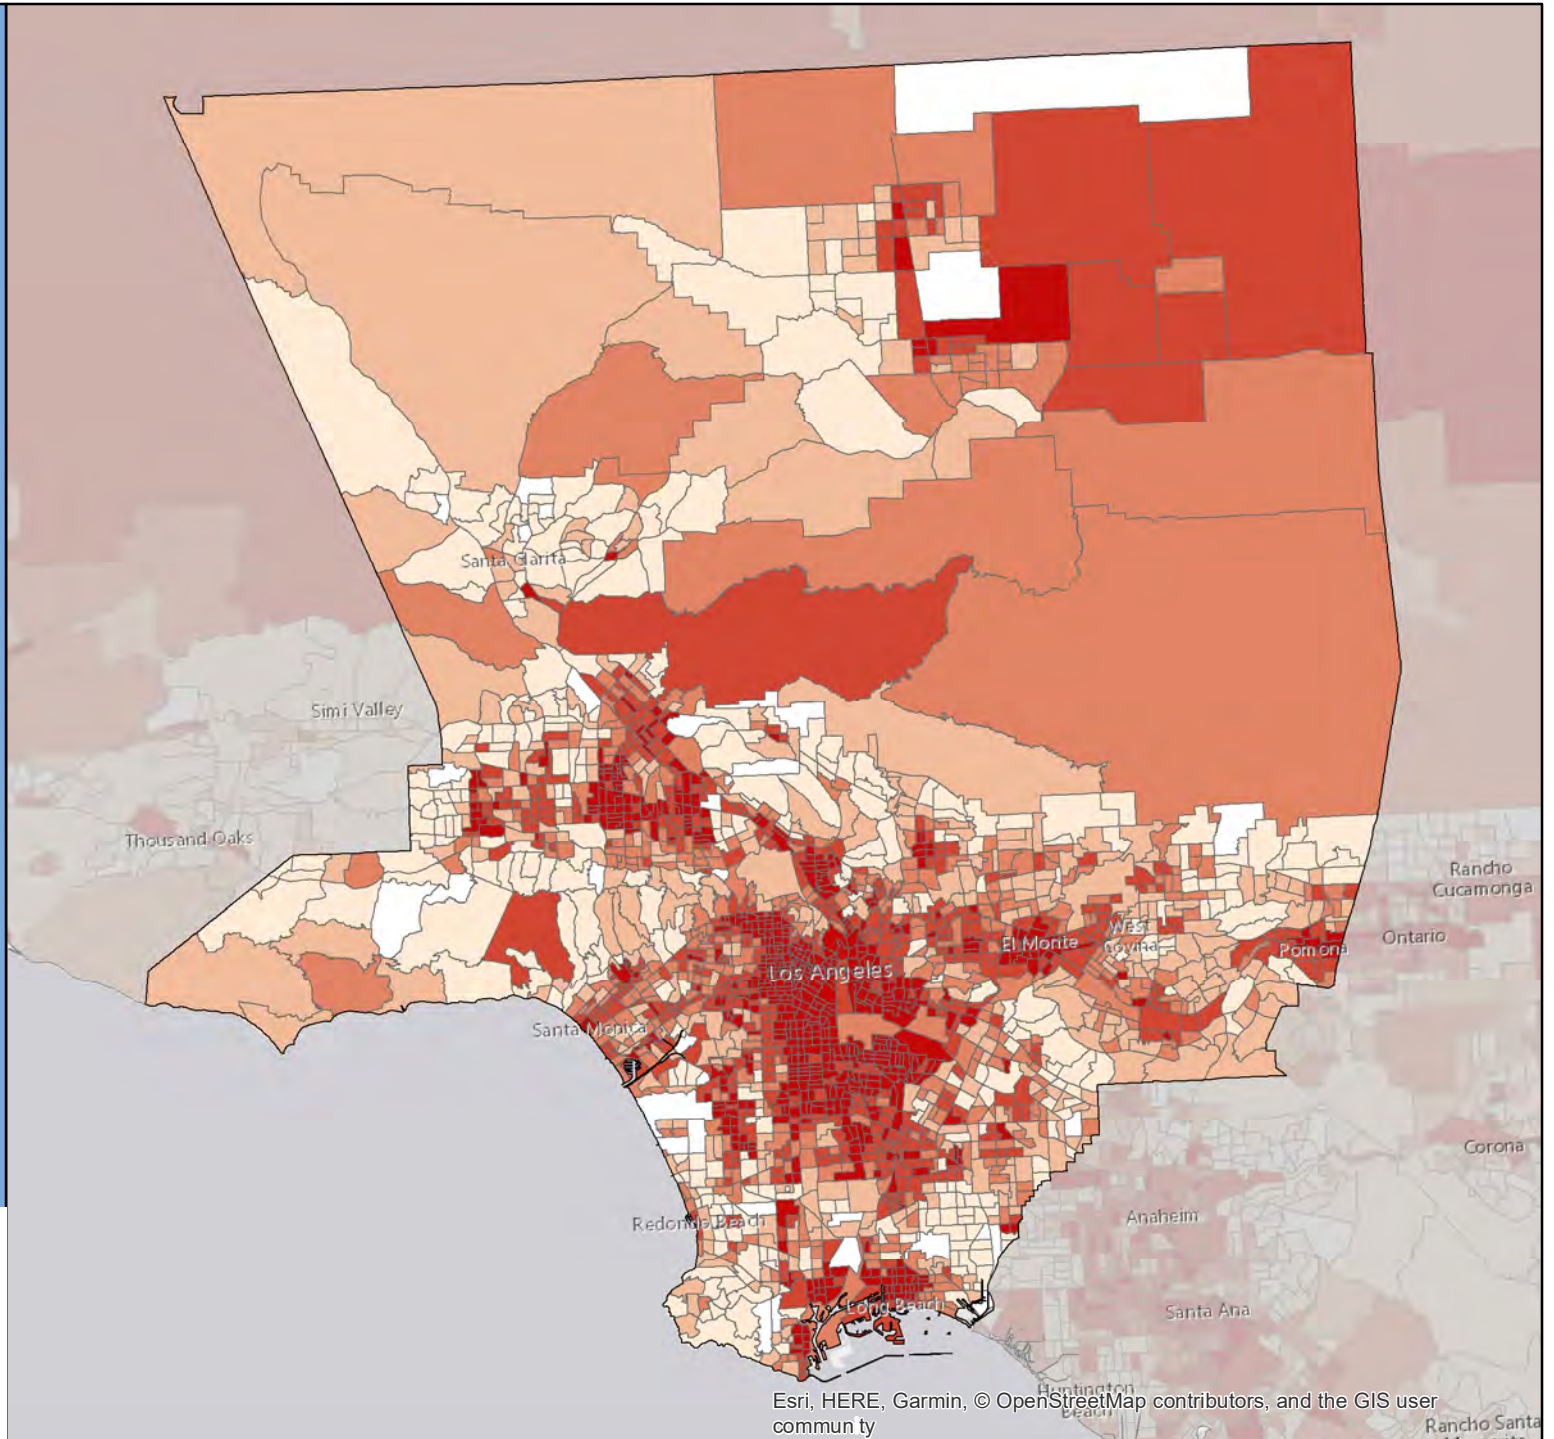 Santa Clarita
Simi Valley
Thousand Oaks
Rancho
Cucamonga
West
Covina
El Monte
Pomona
Ontario
Los Angeles
Santa Monica
Corona
Redondo Beach
Anaheim
Long Beach
Santa Ana
Huntington
Beach
Esri, HERE, Garmin, © OpenStreetMap contributors, and the GIS user
community
Rancho Santa